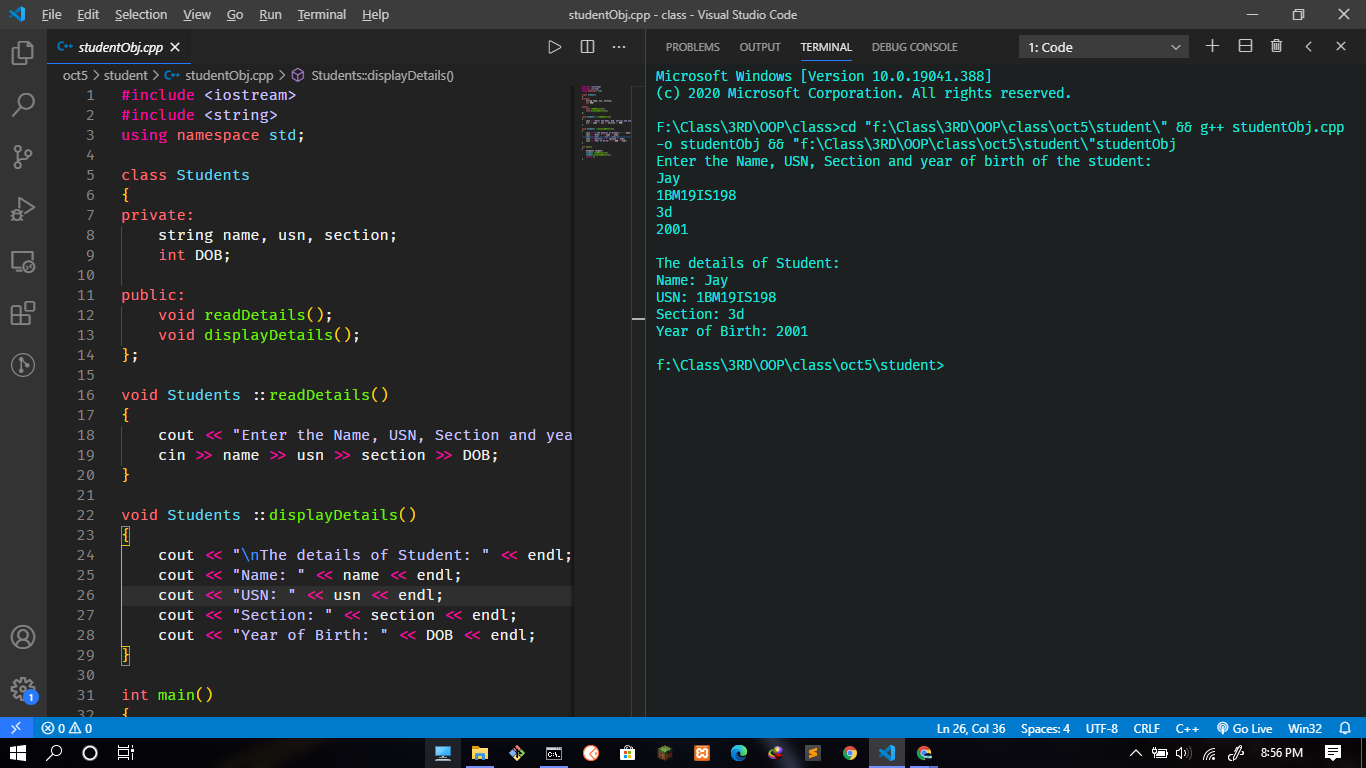 File Edit Selection View Go Run Terminal Help studentObj.cpp - class - Visual Studio Code
studentObj.cpp
PROBLEMS OUTPUT TERMINAL DEBUG CONSOLE 1: Code
oct5 > student > studentObj.cpp > Students::displayDetails()
1 #include <iostream>
2 #include <string>
3 using namespace std;
4
5 class Students
6 {
7 private:
8 string name, usn, section;
9 int DOB;
10
11 public:
12 void readDetails();
13 void displayDetails();
14 };
15
16 void Students ::readDetails()
17 {
18 cout << "Enter the Name, USN, Section and yea
19 cin >> name >> usn >> section >> DOB;
20 }
21
22 void Students ::displayDetails()
23 {
24 cout << "\nThe details of Student: " << endl;
25 cout << "Name: " << name << endl;
26 cout << "USN: " << usn << endl;
27 cout << "Section: " << section << endl;
28 cout << "Year of Birth: " << DOB << endl;
29 }
30
31 int main()
32 {
Microsoft Windows [Version 10.0.19041.388]
(c) 2020 Microsoft Corporation. All rights reserved.
F:\Class\3RD\OOP\class>cd "f:\Class\3RD\OOP\class\oct5\student\" && g++ studentObj.cpp
-o studentObj && "f:\Class\3RD\OOP\class\oct5\student\"studentObj
Enter the Name, USN, Section and year of birth of the student:
Jay
1BM19IS198
3d
2001
The details of Student:
Name: Jay
USN: 1BM19IS198
Section: 3d
Year of Birth: 2001
f:\Class\3RD\OOP\class\oct5\student>
1
0 0 Ln 26, Col 36 Spaces: 4 UTF-8 CRLF C++ Go Live Win32
8:56 PM